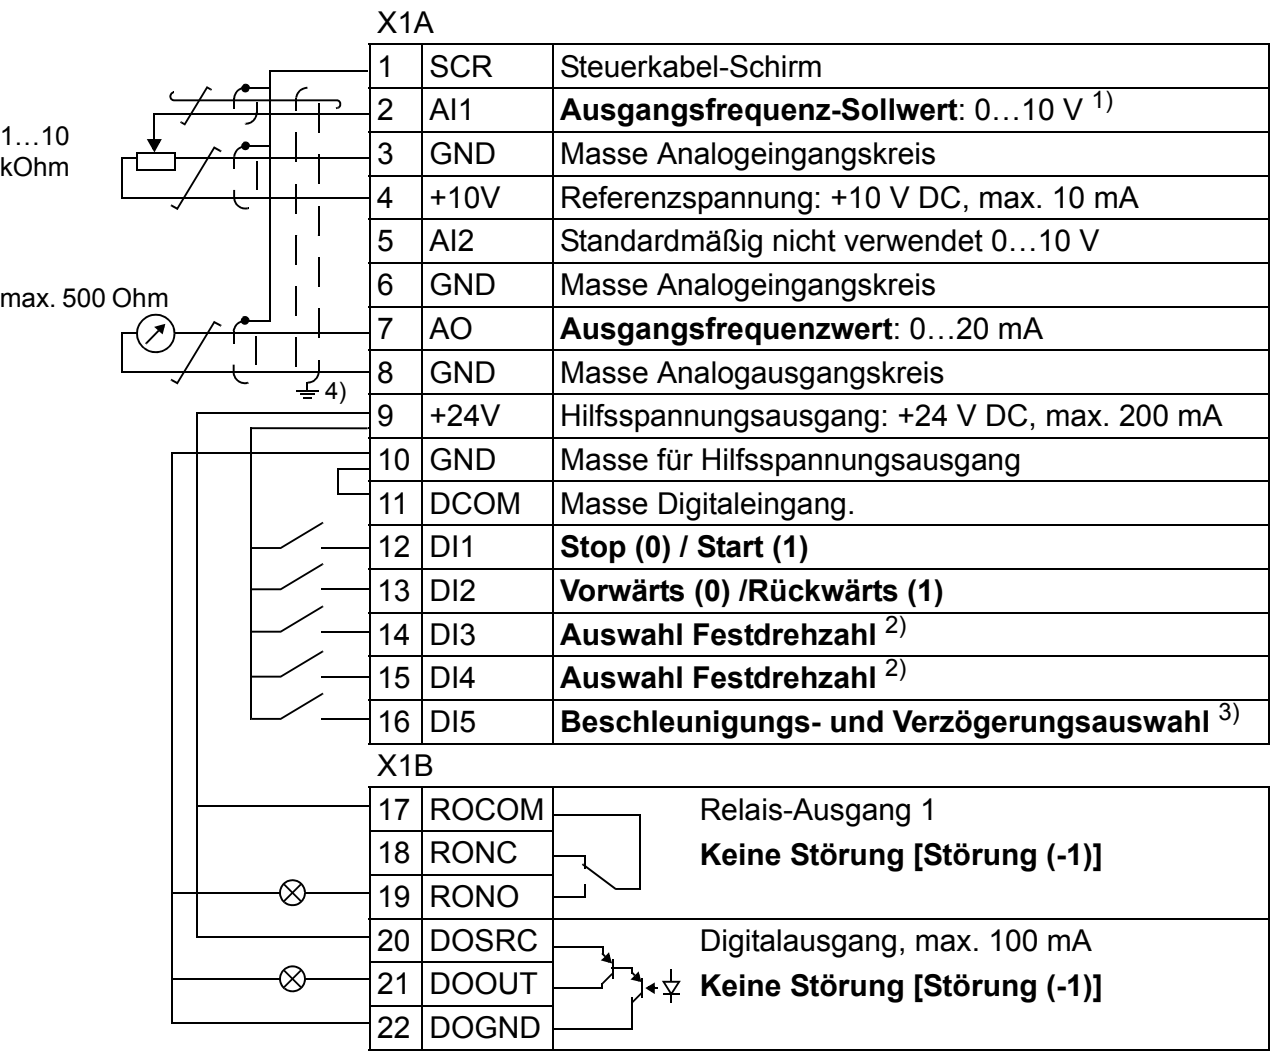 X1A
1 SCR Steuerkabel-Schirm
2 AI1 Ausgangsfrequenz-Sollwert: 0…10 V 1)
1…10
kOhm
3 GND Masse Analogeingangskreis
4 +10V Referenzspannung: +10 V DC, max. 10 mA
5 AI2 Standardmäßig nicht verwendet 0…10 V
6 GND Masse Analogeingangskreis
max. 500 Ohm
7 AO Ausgangsfrequenzwert: 0…20 mA
8 GND Masse Analogausgangskreis
4)
9 +24V Hilfsspannungsausgang: +24 V DC, max. 200 mA
10 GND Masse für Hilfsspannungsausgang
11 DCOM Masse Digitaleingang.
12 DI1 Stop (0) / Start (1)
13 DI2 Vorwärts (0) /Rückwärts (1)
14 DI3 Auswahl Festdrehzahl 2)
15 DI4 Auswahl Festdrehzahl 2)
16 DI5 Beschleunigungs- und Verzögerungsauswahl 3)
X1B
17 ROCOM Relais-Ausgang 1
18 RONC Keine Störung [Störung (-1)]
19 RONO
20 DOSRC Digitalausgang, max. 100 mA
21 DOOUT Keine Störung [Störung (-1)]
22 DOGND